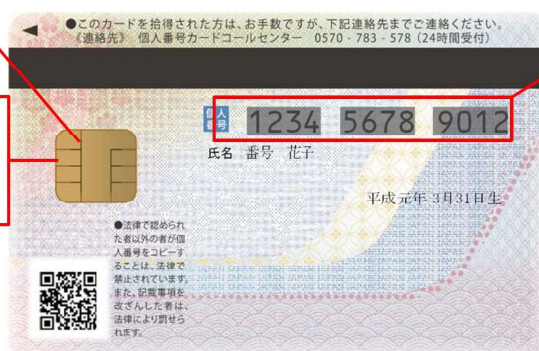 ●このカードを拾得された方は、お手数ですが、下記連絡先までご連絡ください。
《連絡先》 個人番号カードコールセンター 0570-783-578 (24時間受付)
個人番号 1234 5678 9012
氏名 番号 花子
平成元年 3月31日生
●法律で認められ
た者以外の者が個
人番号をコピーす
ることは、法律で
禁止されています。
また、記載事項を
改ざんした者は、
法律により罰せら
れます。